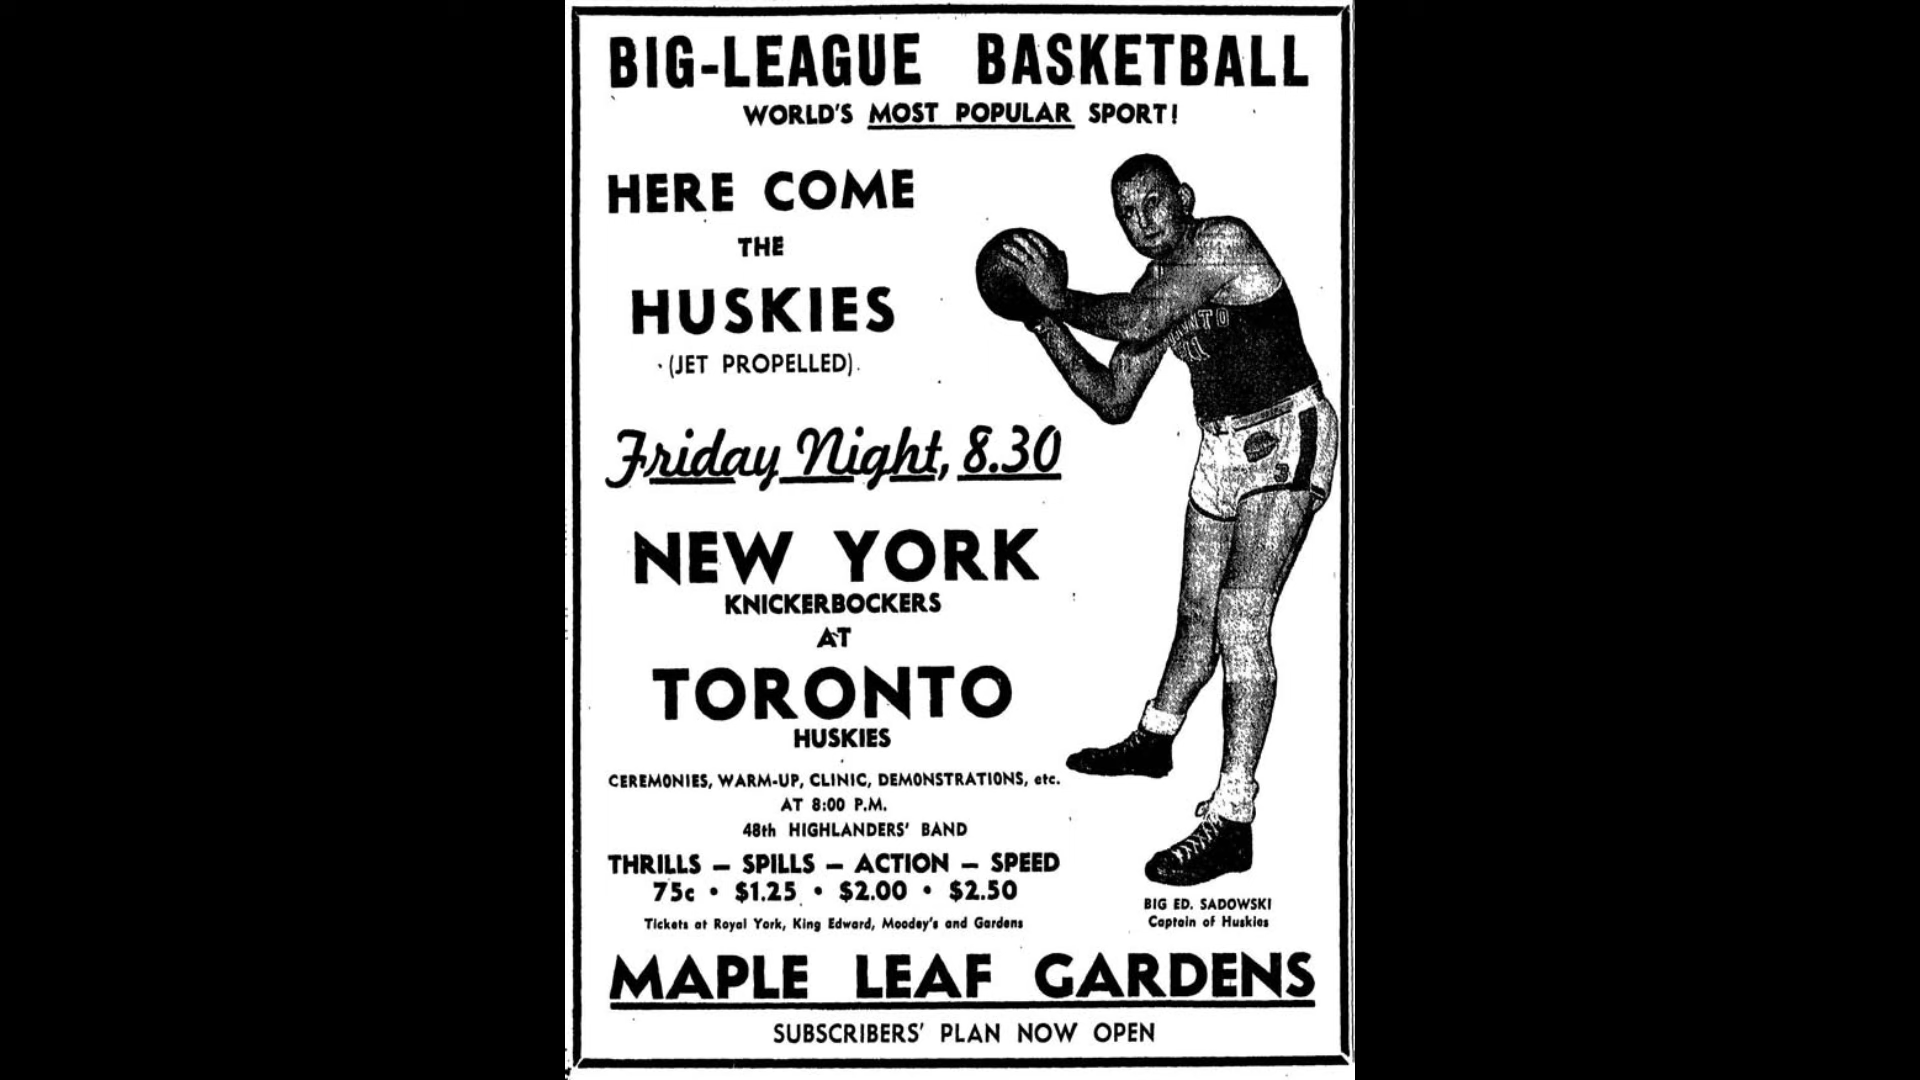 BIG-LEAGUE BASKETBALL
WORLD'S MOST POPULAR SPORT!
HERE COME
THE
HUSKIES
(JET PROPELLED)
TORONTO
11
3
Friday Night, 8.30
NEW YORK
KNICKERBOCKERS
AT
TORONTO
HUSKIES
CEREMONIES, WARM-UP, CLINIC, DEMONSTRATIONS, etc.
AT 8:00 P.M.
48th HIGHLANDERS' BAND
THRILLS — SPILLS — ACTION — SPEED
75c • $1.25 • $2.00 • $2.50
Tickets at Royal York, King Edward, Moodey's and Gardens
BIG ED. SADOWSKI
Captain of Huskies
MAPLE LEAF GARDENS
SUBSCRIBERS' PLAN NOW OPEN